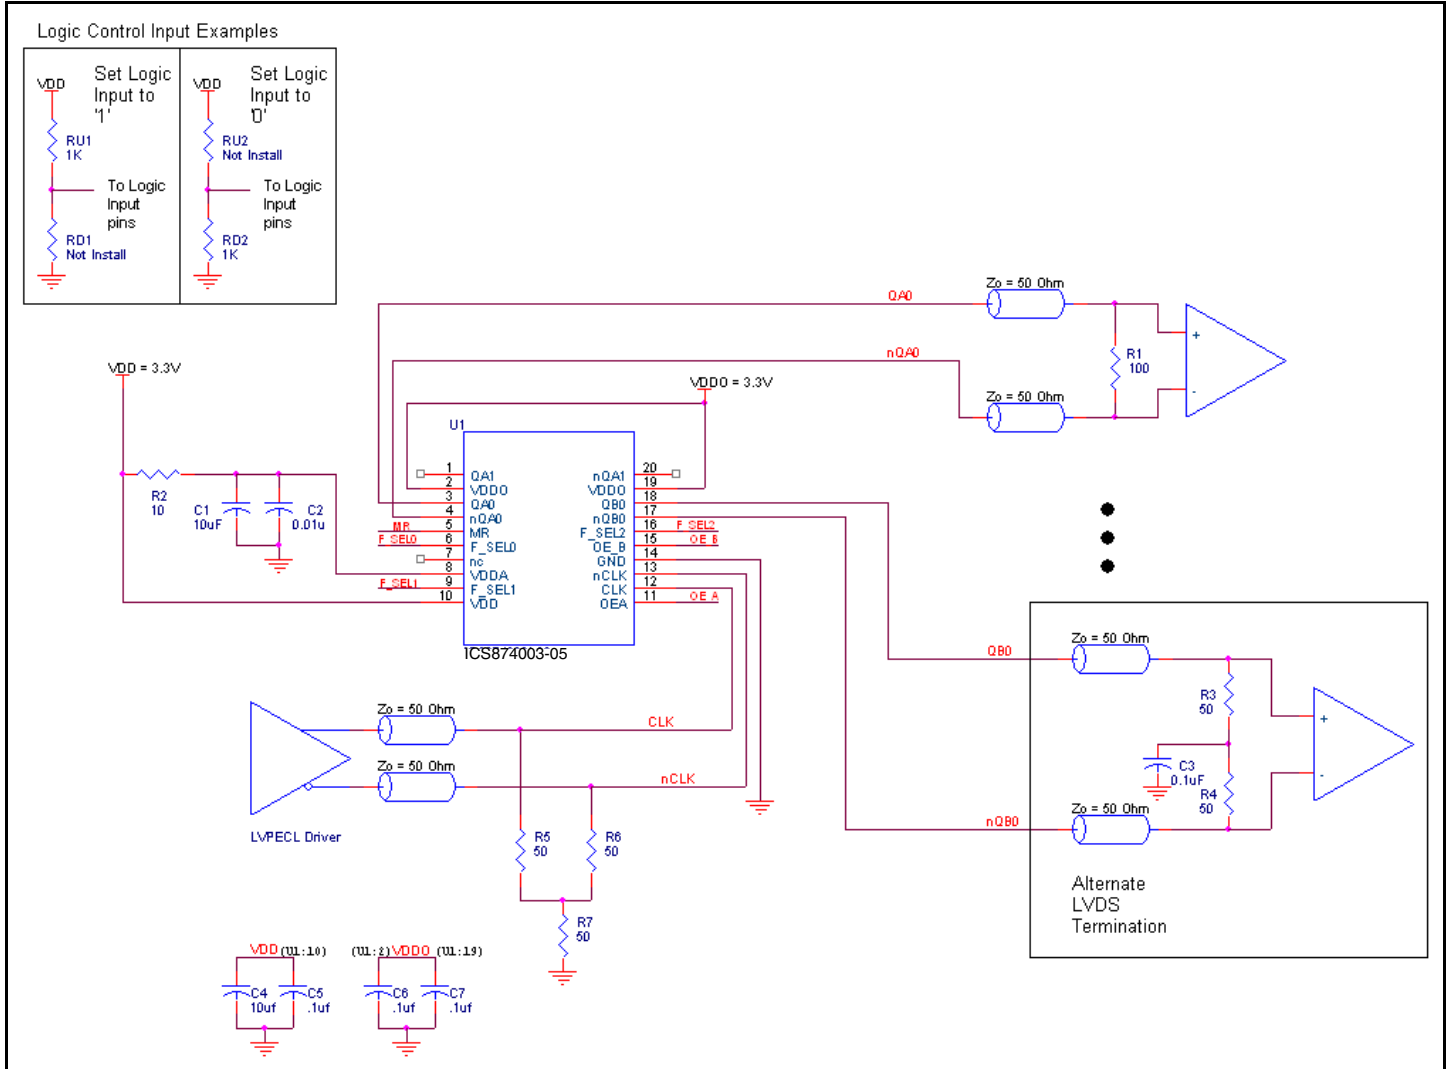 Logic Control Input Examples
VDD
Set Logic
Input to
'1'
RU1
1K
To Logic
Input
pins
RD1
Not Install
VDD
Set Logic
Input to
'0'
RU2
Not Install
To Logic
Input
pins
RD2
1K
VDD = 3.3V
R2
10
C1
10uF
C2
0.01u
QA0
nQA0
Zo = 50 Ohm
Zo = 50 Ohm
R1
100
+
-
VDDO = 3.3V
U1
1 QA1 nQA1 20
2 VDDO VDDO 19
3 QA0 QB0 18
4 nQA0 nQB0 17
MR 5 MR F_SEL2 16 F_SEL2
F_SEL0 6 F_SEL0 OE_B 15 OE_B
7 nc GND 14
8 VDDA nCLK 13
F_SEL1 9 F_SEL1 CLK 12
10 VDD OEA 11 OE_A
ICS874003-05
Zo = 50 Ohm
CLK
Zo = 50 Ohm
nCLK
LVPECL Driver
R5
50
R6
50
R7
50
QB0
Zo = 50 Ohm
R3
50
C3
0.1uF
R4
50
nQB0
Zo = 50 Ohm
+
-
Alternate
LVDS
Termination
VDD (U1:10)
C4
10uf
C5
.1uf
(U1:2) VDDO (U1:19)
C6
.1uf
C7
.1uf